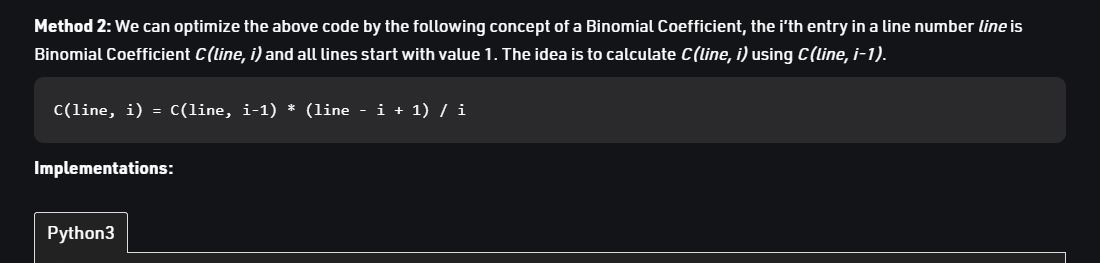 Method 2: We can optimize the above code by the following concept of a Binomial Coefficient, the i'th entry in a line number line is
Binomial Coefficient C(line, i) and all lines start with value 1. The idea is to calculate C(line, i) using C(line, i-1).
C(line, i) = C(line, i-1) * (line - i + 1) / i
Implementations:
Python3